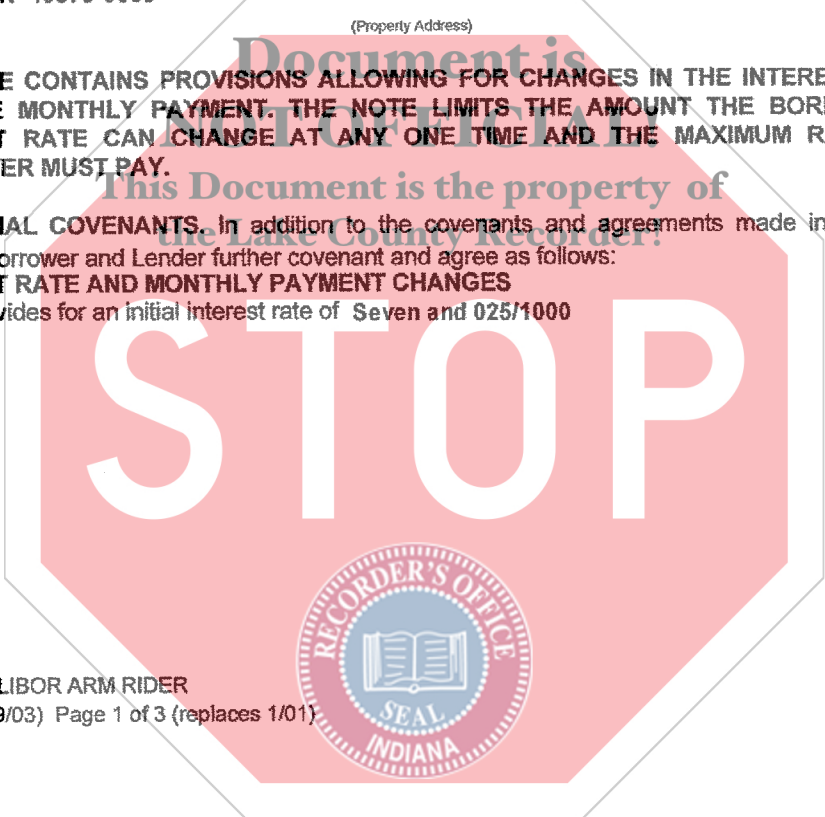 (Property Address)
Document is
E CONTAINS PROVISIONS ALLOWING FOR CHANGES IN THE INTERE
E MONTHLY PAYMENT. THE NOTE LIMITS THE AMOUNT THE BOR
NOT OFFICIAL!
T RATE CAN CHANGE AT ANY ONE TIME AND THE MAXIMUM R
ER MUST PAY.
This Document is the property of
IAL COVENANTS. In addition to the covenants and agreements made in
the Lake County Recorder!
orrower and Lender further covenant and agree as follows:
T RATE AND MONTHLY PAYMENT CHANGES
vides for an initial interest rate of Seven and 025/1000
STOP
RECORDER'S OFFICE
SEAL
INDIANA
LIBOR ARM RIDER
9/03) Page 1 of 3 (replaces 1/01)